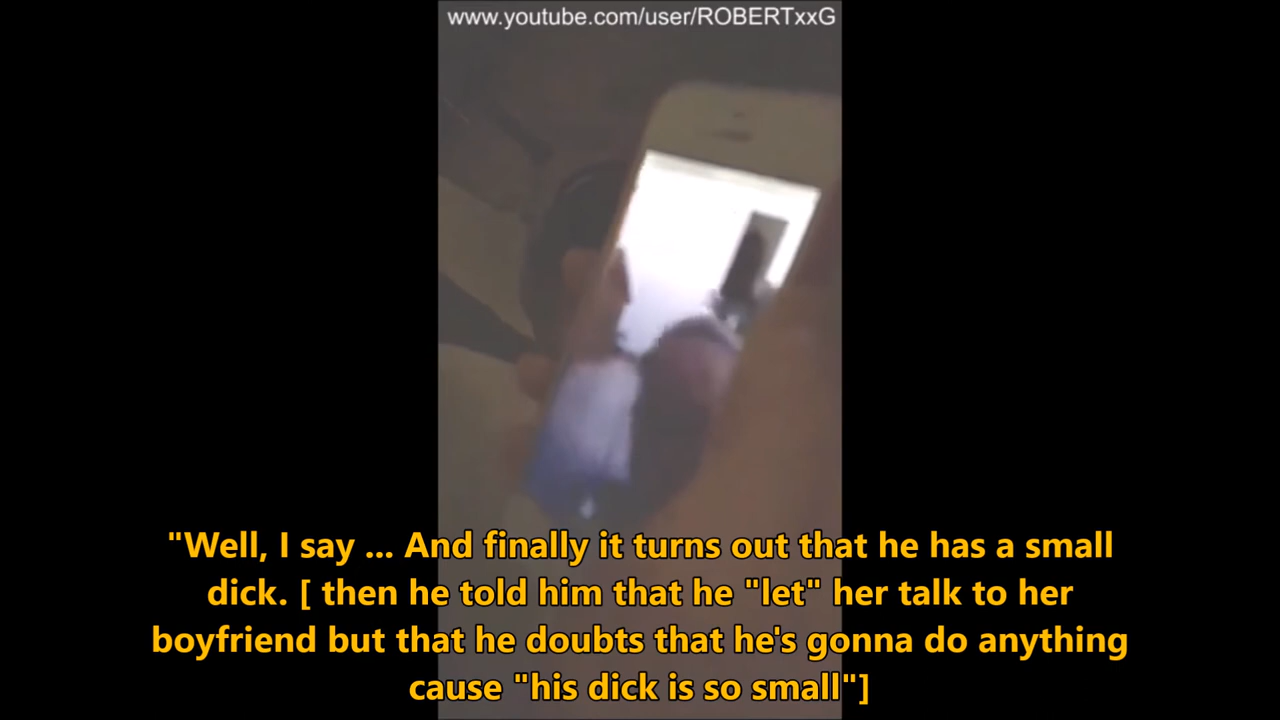 www.youtube.com/user/ROBERTxxG
"Well, I say ... And finally it turns out that he has a small
dick. [ then he told him that he "let" her talk to her
boyfriend but that he doubts that he's gonna do anything
cause "his dick is so small"]